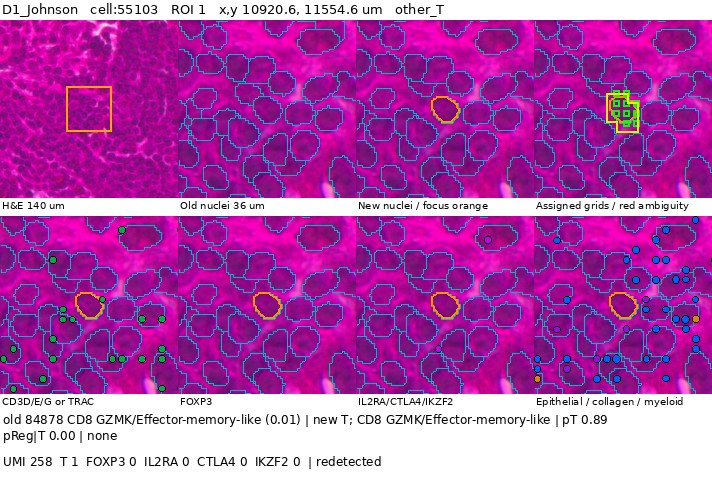 D1_Johnson cell:55103 ROI 1 x,y 10920.6, 11554.6 um other_T
H&E 140 um
Old nuclei 36 um
New nuclei / focus orange
Assigned grids / red ambiguity
CD3D/E/G or TRAC
FOXP3
IL2RA/CTLA4/IKZF2
Epithelial / collagen / myeloid
old 84878 CD8 GZMK/Effector-memory-like (0.01) | new T; CD8 GZMK/Effector-memory-like | pT 0.89
pReg|T 0.00 | none
UMI 258 T 1 FOXP3 0 IL2RA 0 CTLA4 0 IKZF2 0 | redetected